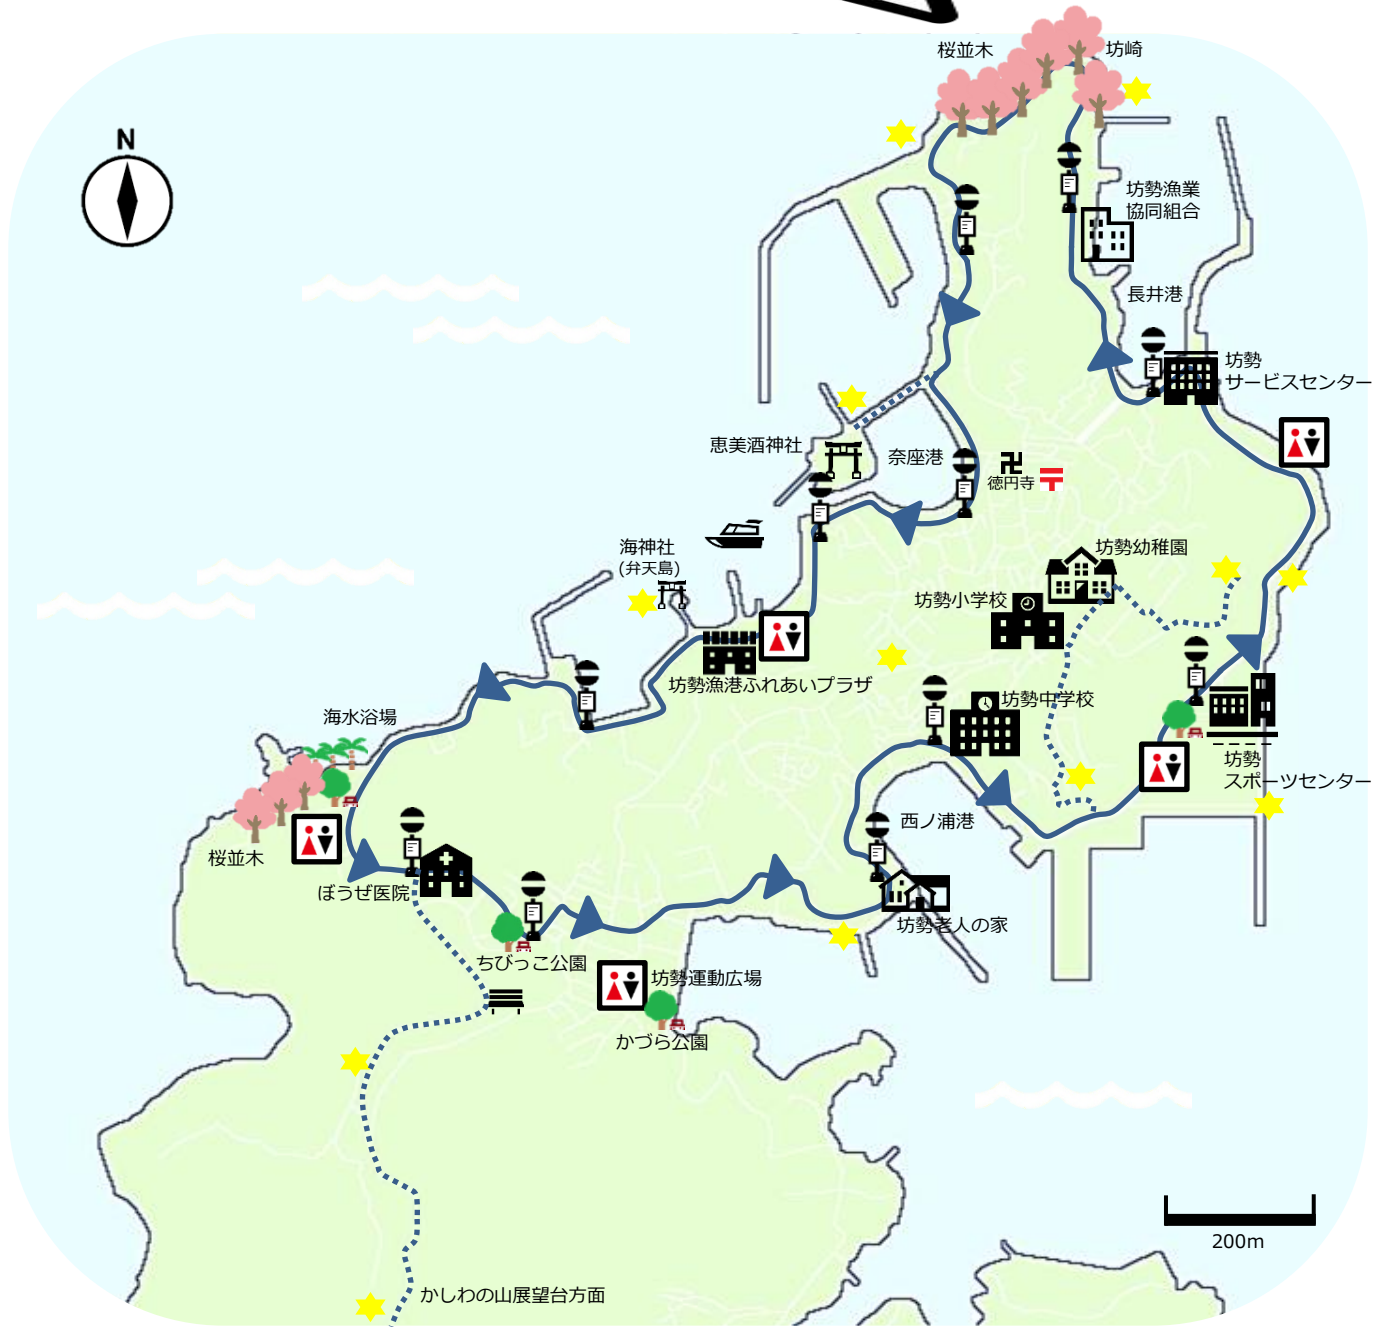 桜並木
坊崎
N
坊勢漁業
協同組合
長井港
坊勢
サービスセンター
恵美酒神社
奈座港
徳円寺
海神社
(弁天島)
坊勢幼稚園
坊勢小学校
坊勢漁港ふれあいプラザ
坊勢中学校
海水浴場
坊勢
スポーツセンター
西ノ浦港
桜並木
ぼうぜ医院
坊勢老人の家
ちびっこ公園
坊勢運動広場
かづら公園
200m
かしわの山展望台方面